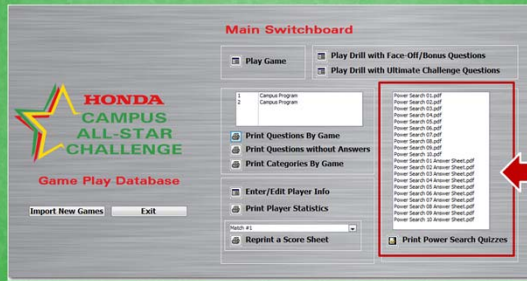 Main Switchboard
Play Game
Play Drill with Face-Off/Bonus Questions
Play Drill with Ultimate Challenge Questions
HONDA
CAMPUS
ALL-STAR
CHALLENGE
Game Play Database
Import New Games
Exit
1 Campus Program
2 Campus Program
Print Questions By Game
Print Questions without Answers
Print Categories By Game
Enter/Edit Player Info
Print Player Statistics
Match #1
Reprint a Score Sheet
Power Search 01.pdf
Power Search 02.pdf
Power Search 03.pdf
Power Search 04.pdf
Power Search 05.pdf
Power Search 06.pdf
Power Search 07.pdf
Power Search 08.pdf
Power Search 09.pdf
Power Search 10.pdf
Power Search 01 Answer Sheet.pdf
Power Search 02 Answer Sheet.pdf
Power Search 03 Answer Sheet.pdf
Power Search 04 Answer Sheet.pdf
Power Search 05 Answer Sheet.pdf
Power Search 06 Answer Sheet.pdf
Power Search 07 Answer Sheet.pdf
Power Search 08 Answer Sheet.pdf
Power Search 09 Answer Sheet.pdf
Power Search 10 Answer Sheet.pdf
Print Power Search Quizzes